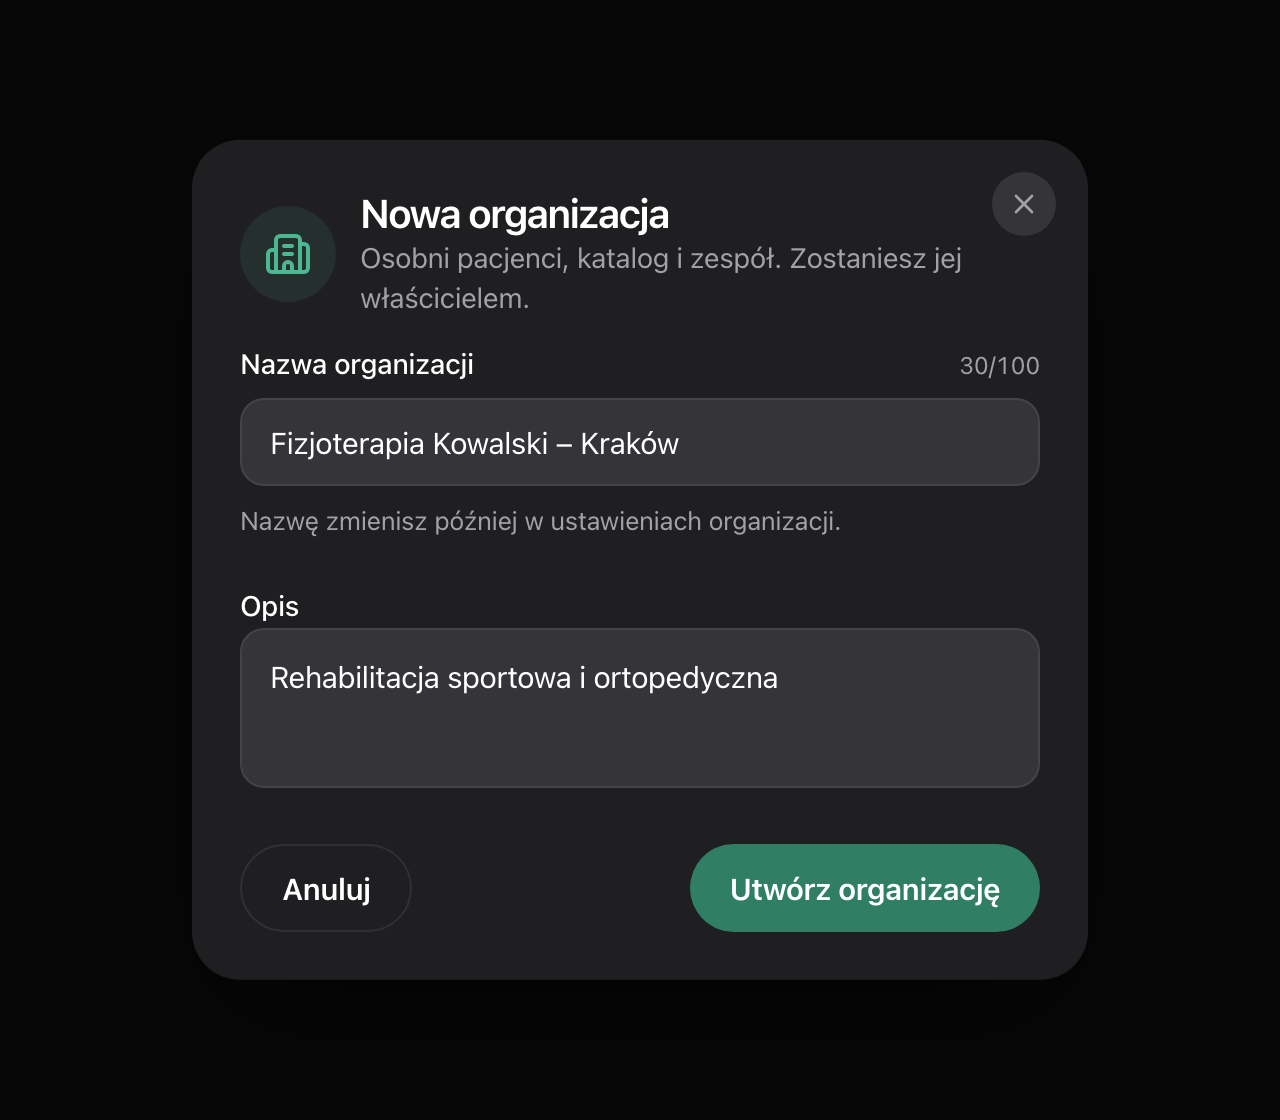 Nowa organizacja
Osobni pacjenci, katalog i zespół. Zostaniesz jej
właścicielem.
Nazwa organizacji
30/100
Fizjoterapia Kowalski – Kraków
Nazwę zmienisz później w ustawieniach organizacji.
Opis
Rehabilitacja sportowa i ortopedyczna
Anuluj
Utwórz organizację